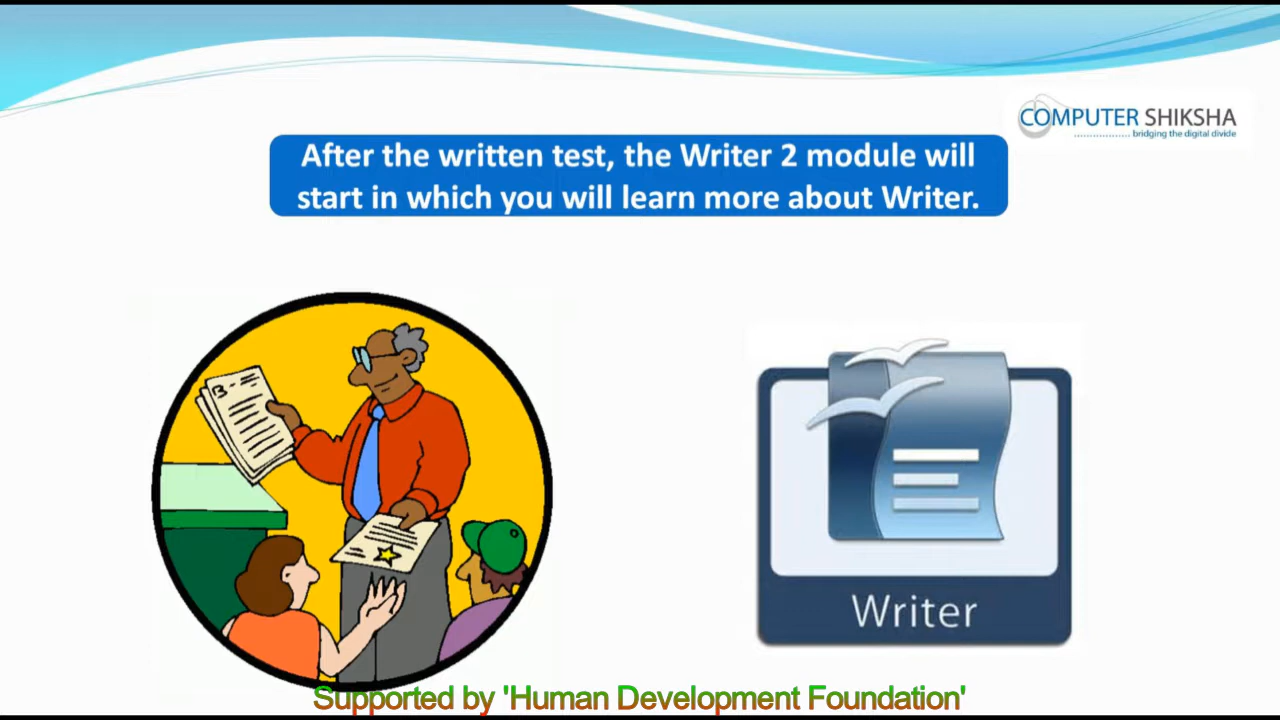 COMPUTER SHIKSHA
bridging the digital divide
After the written test, the Writer 2 module will
start in which you will learn more about Writer.
B-
Writer
Supported by 'Human Development Foundation'